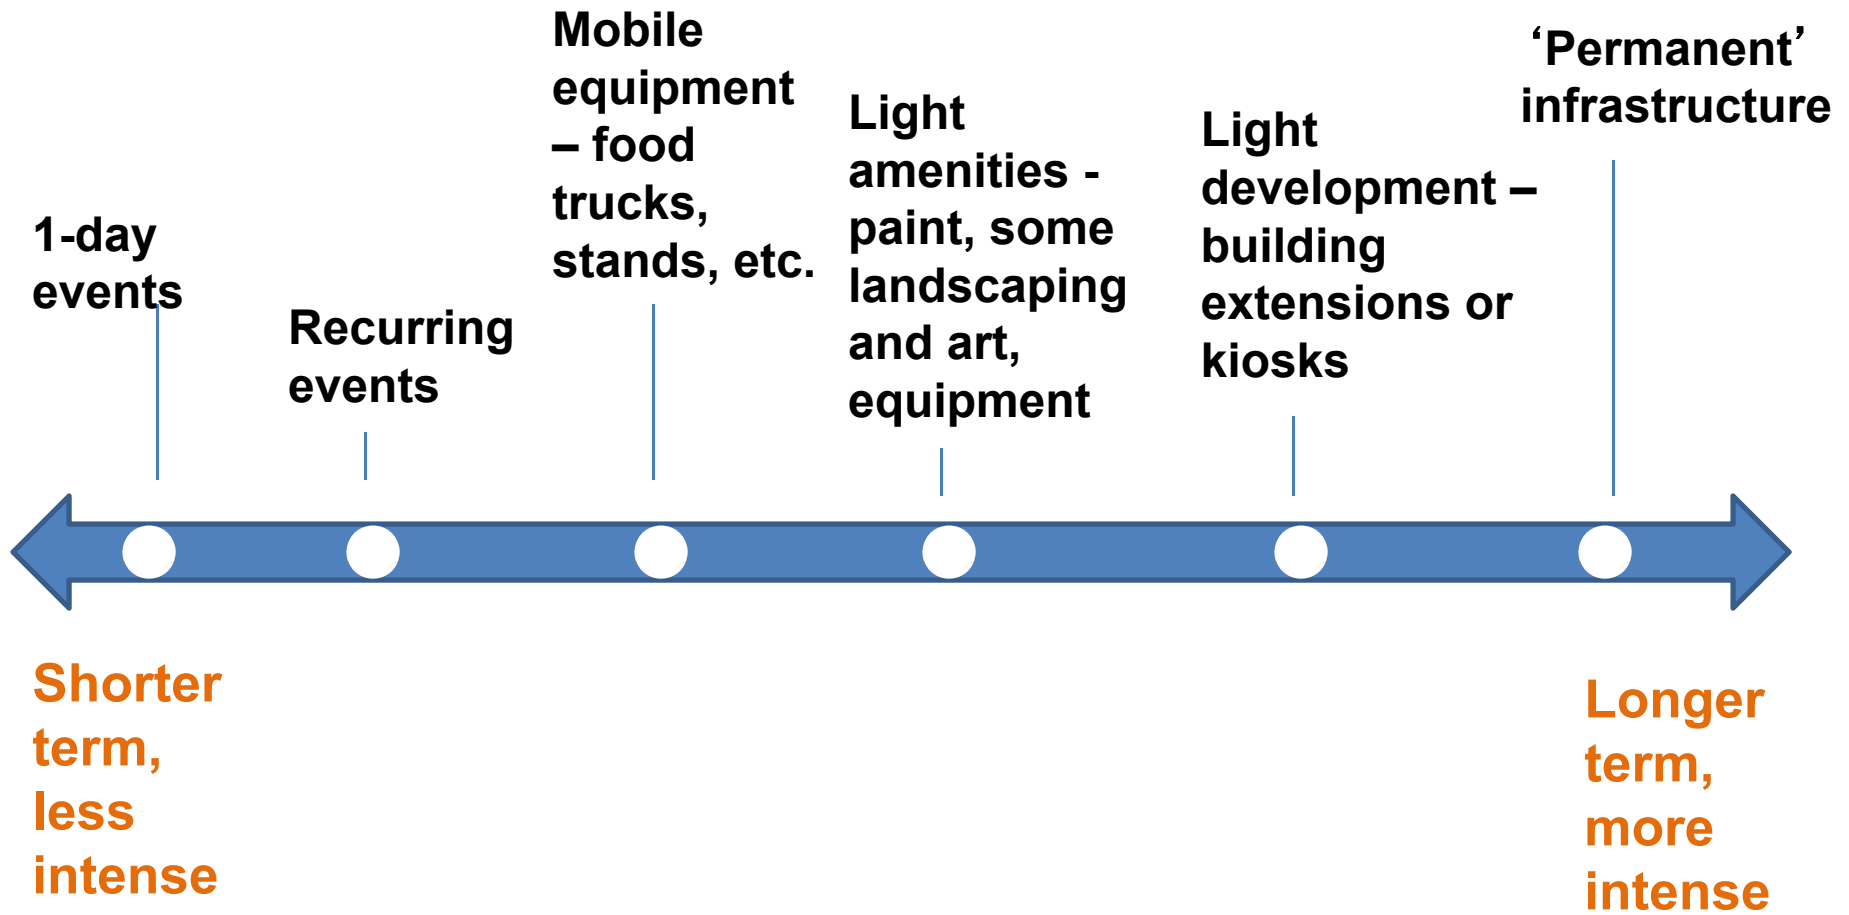 1-day
events
Recurring
events
Mobile
equipment
– food
trucks,
stands, etc.
Light
amenities -
paint, some
landscaping
and art,
equipment
Light
development –
building
extensions or
kiosks
‘Permanent’
infrastructure
Shorter
term,
less
intense
Longer
term,
more
intense